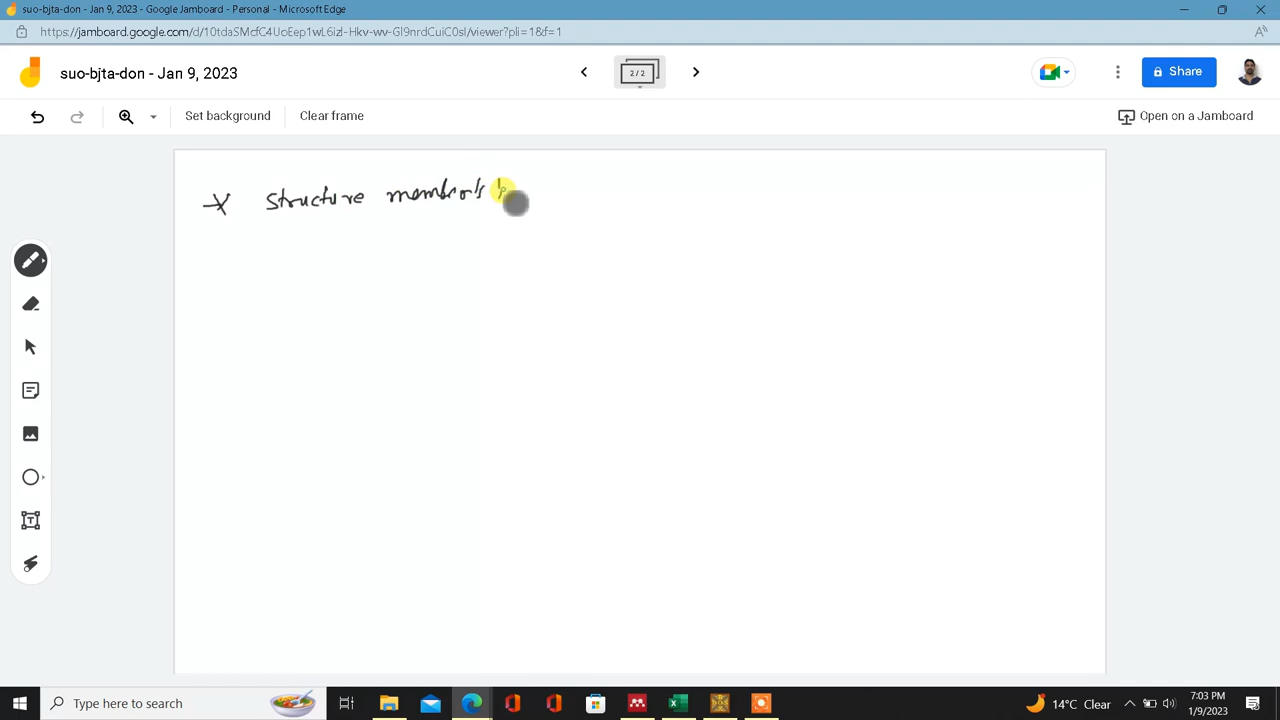 suo-bjta-don - Jan 9, 2023 - Google Jamboard - Personal - Microsoft Edge
https://jamboard.google.com/d/10tdaSMcfC4UoEep1wL6izI-Hkv-wv-Gl9nrdCuiC0sI/viewer?pli=1&f=1
suo-bjta-don - Jan 9, 2023
2 / 2
Share
Set background
Clear frame
Open on a Jamboard
structure members
Type here to search
14°C Clear
7:03 PM
1/9/2023